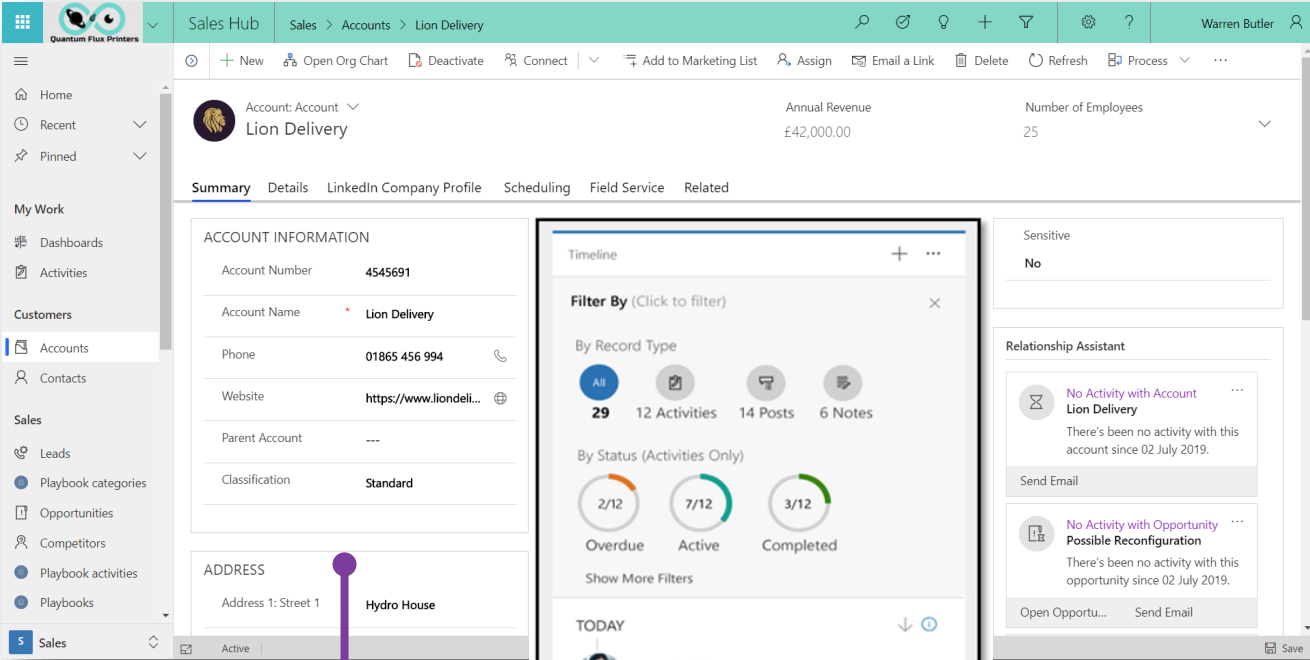 Quantum Flux Printers
Sales Hub
Sales > Accounts > Lion Delivery
Warren Butler
New
Open Org Chart
Deactivate
Connect
Add to Marketing List
Assign
Email a Link
Delete
Refresh
Process
Home
Recent
Pinned
My Work
Dashboards
Activities
Customers
Accounts
Contacts
Sales
Leads
Playbook categories
Opportunities
Competitors
Playbook activities
Playbooks
S Sales
Account: Account
Lion Delivery
Annual Revenue
£42,000.00
Number of Employees
25
Summary Details LinkedIn Company Profile Scheduling Field Service Related
ACCOUNT INFORMATION
Account Number 4545691
Account Name * Lion Delivery
Phone 01865 456 994
Website https://www.liondeli...
Parent Account ---
Classification Standard
ADDRESS
Address 1: Street 1 Hydro House
Active
Timeline
Filter By (Click to filter)
By Record Type
All
29 12 Activities 14 Posts 6 Notes
By Status (Activities Only)
2/12 7/12 3/12
Overdue Active Completed
Show More Filters
TODAY
Sensitive
No
Relationship Assistant
No Activity with Account
Lion Delivery
There's been no activity with this
account since 02 July 2019.
Send Email
No Activity with Opportunity
Possible Reconfiguration
There's been no activity with this
opportunity since 02 July 2019.
Open Opportu... Send Email
Save